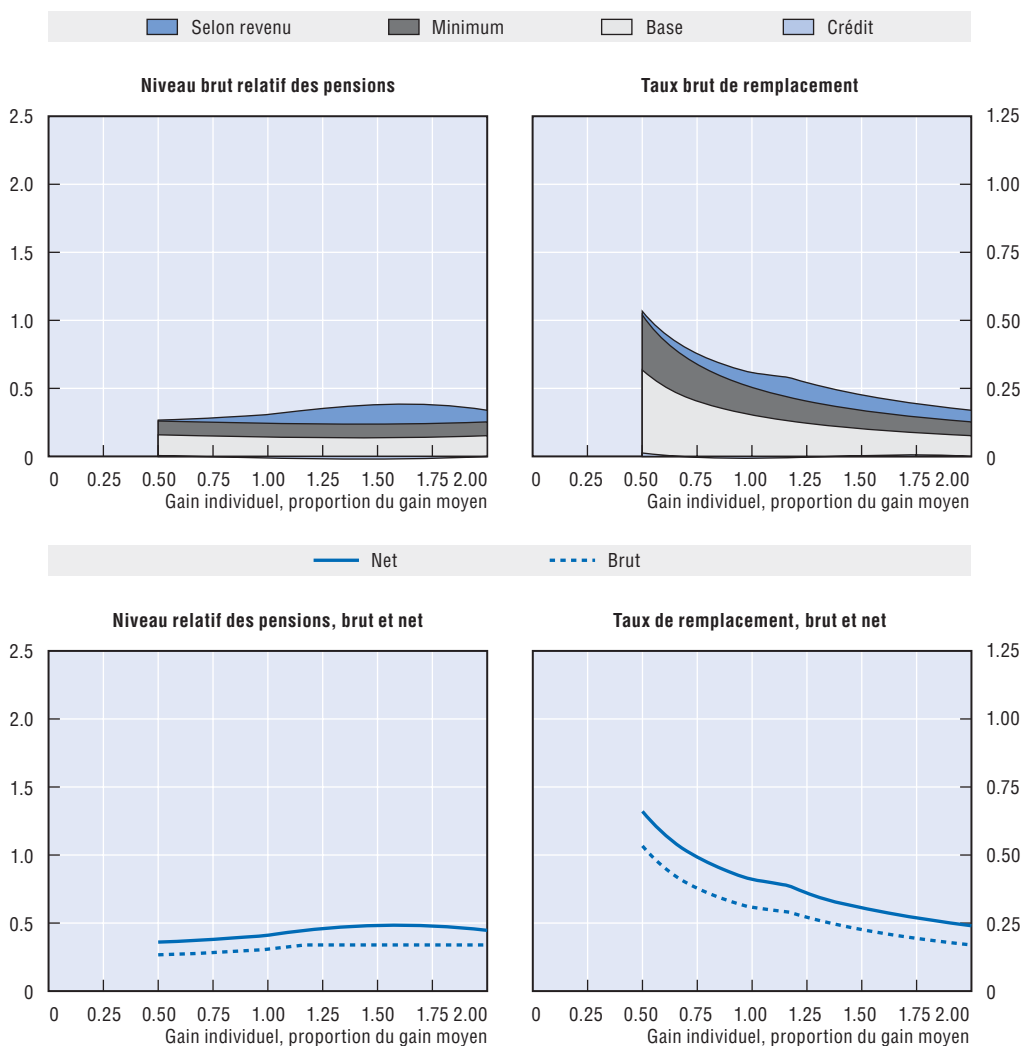 Selon revenu Minimum Base Crédit
Niveau brut relatif des pensions
2.5
2.0
1.5
1.0
0.5
0
0 0.25 0.50 0.75 1.00 1.25 1.50 1.75 2.00
Gain individuel, proportion du gain moyen
Taux brut de remplacement
1.25
1.00
0.75
0.50
0.25
0
0 0.25 0.50 0.75 1.00 1.25 1.50 1.75 2.00
Gain individuel, proportion du gain moyen
Net Brut
Niveau relatif des pensions, brut et net
2.5
2.0
1.5
1.0
0.5
0
0 0.25 0.50 0.75 1.00 1.25 1.50 1.75 2.00
Gain individuel, proportion du gain moyen
Taux de remplacement, brut et net
1.25
1.00
0.75
0.50
0.25
0
0 0.25 0.50 0.75 1.00 1.25 1.50 1.75 2.00
Gain individuel, proportion du gain moyen